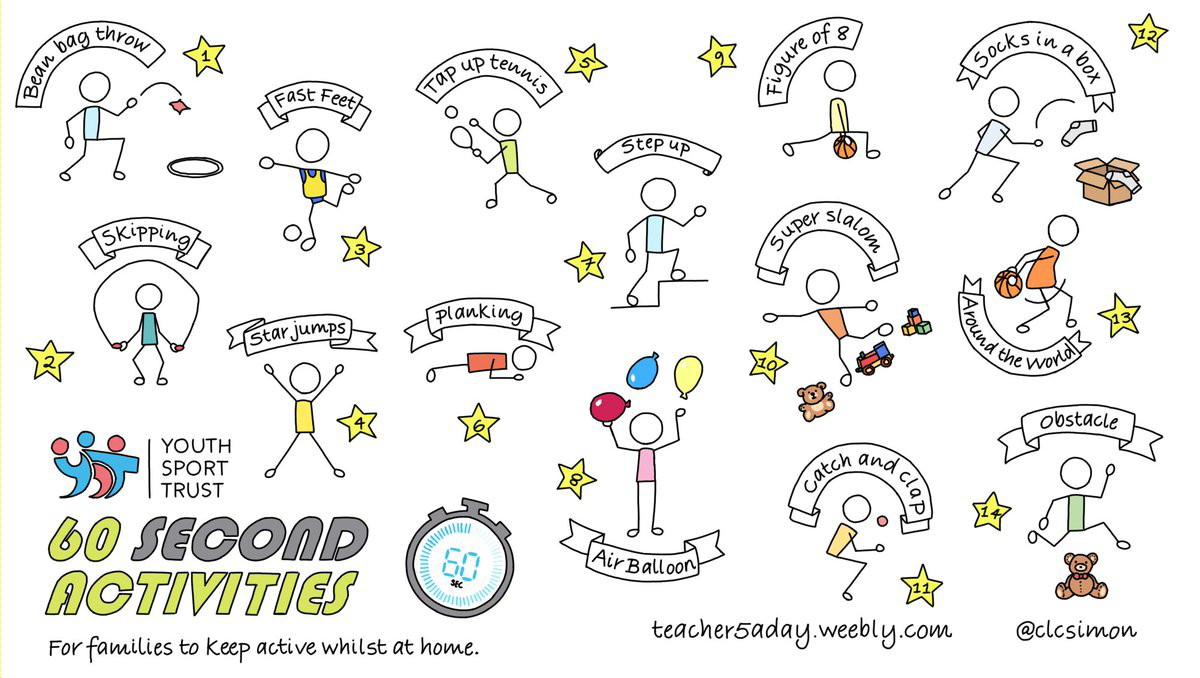 Bean bag throw
1
Skipping
2
Fast Feet
3
Star jumps
4
Tap up tennis
5
Planking
6
Step up
7
8
Air Balloon
9
Figure of 8
Super slalom
10
Catch and clap
11
Socks in a box
12
Around the World
13
Obstacle
14
YOUTH
SPORT
TRUST
60 SECOND
ACTIVITIES
60
SEC
For families to keep active whilst at home.
teacher5aday.weebly.com
@clcsimon